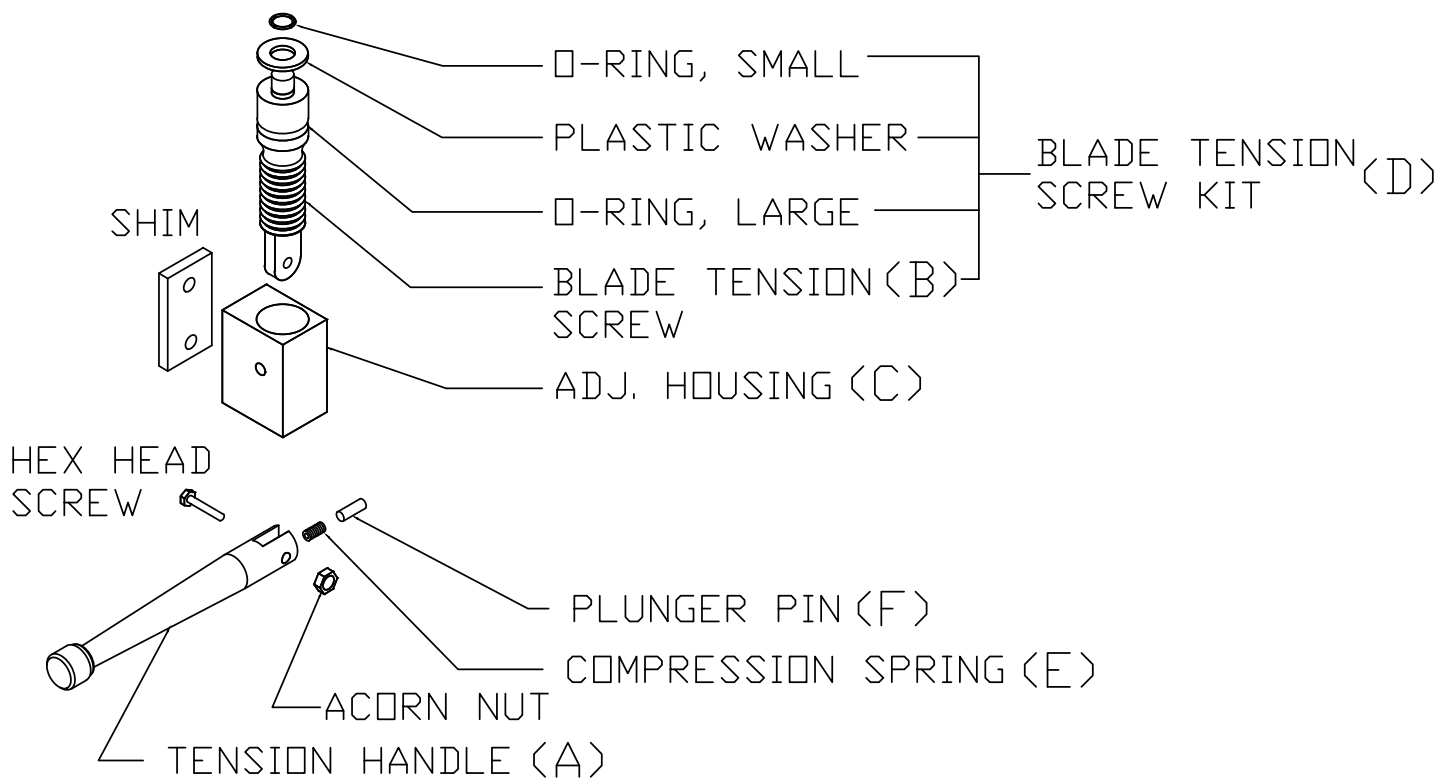 O-RING, SMALL
PLASTIC WASHER
BLADE TENSION (D)
SCREW KIT
O-RING, LARGE
SHIM
BLADE TENSION (B)
SCREW
ADJ. HOUSING (C)
HEX HEAD
SCREW
PLUNGER PIN (F)
COMPRESSION SPRING (E)
ACORN NUT
TENSION HANDLE (A)